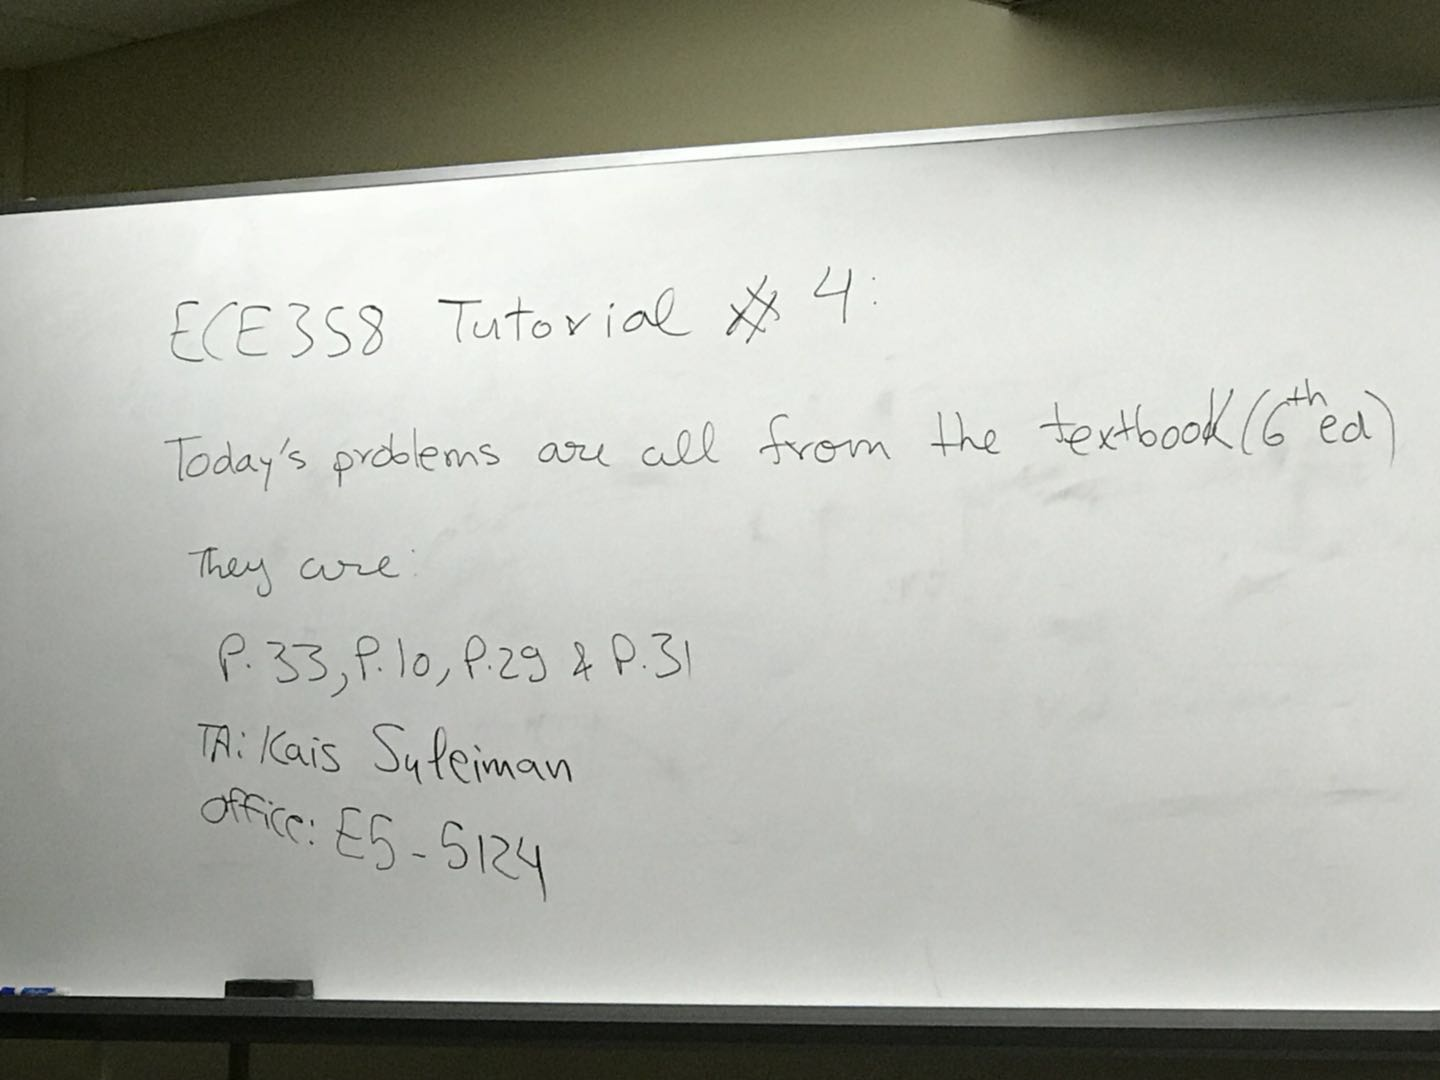 ECE358 Tutorial # 4:
Today's problems are all from the textbook (6th ed)
They are:
P.33, P.10, P.29 & P.31
TA: Kais Suleiman
Office: E5-5124